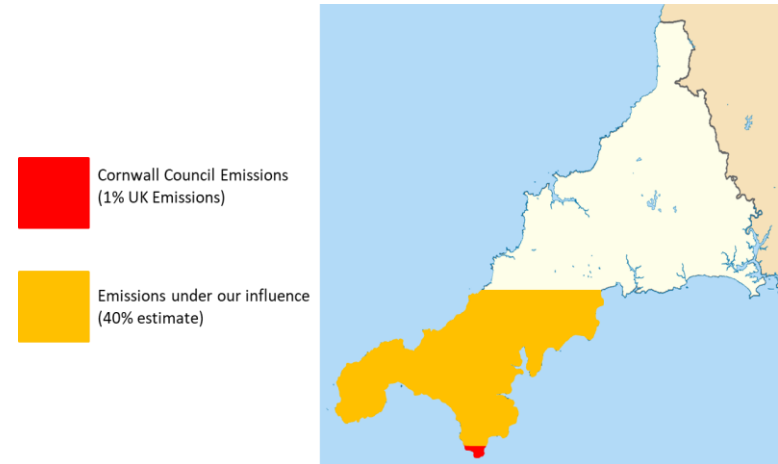 Cornwall Council Emissions
(1% UK Emissions)
Emissions under our influence
(40% estimate)